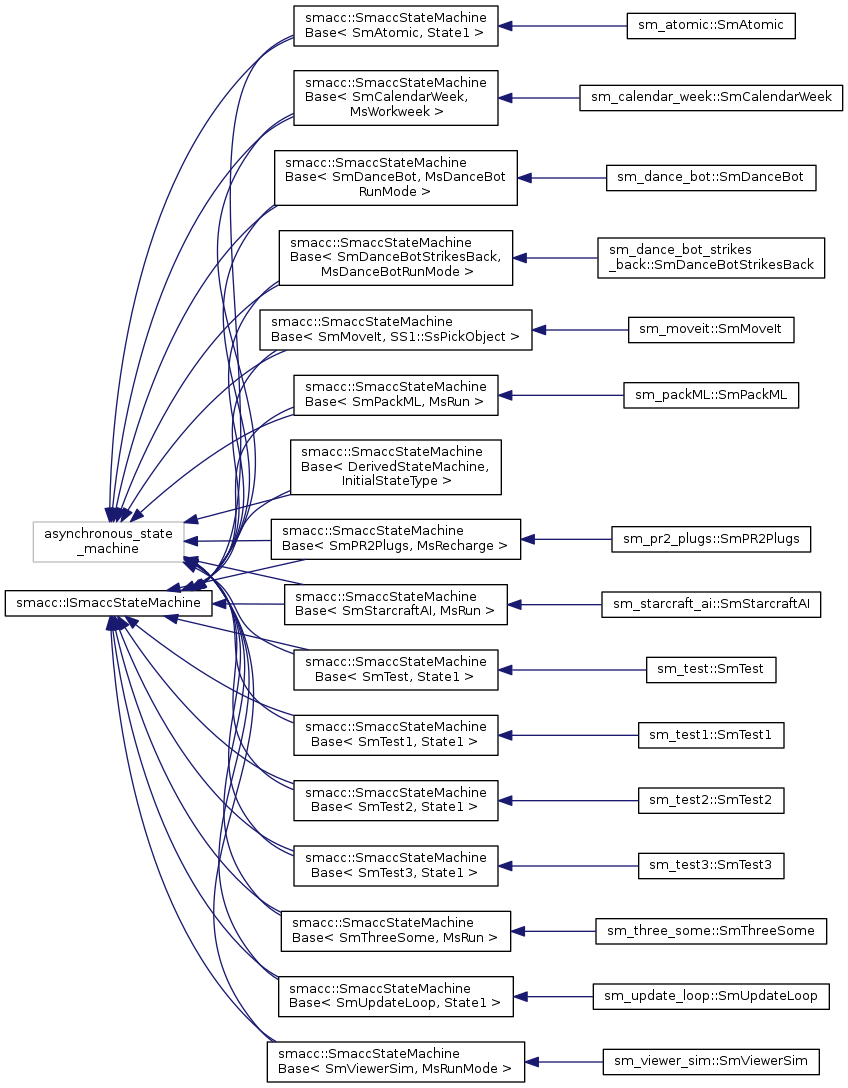 smacc::SmaccStateMachine
Base< SmAtomic, State1 >
sm_atomic::SmAtomic
smacc::SmaccStateMachine
Base< SmCalendarWeek,
MsWorkweek >
sm_calendar_week::SmCalendarWeek
smacc::SmaccStateMachine
Base< SmDanceBot, MsDanceBot
RunMode >
sm_dance_bot::SmDanceBot
smacc::SmaccStateMachine
Base< SmDanceBotStrikesBack,
MsDanceBotRunMode >
sm_dance_bot_strikes
_back::SmDanceBotStrikesBack
smacc::SmaccStateMachine
Base< SmMoveIt, SS1::SsPickObject >
sm_moveit::SmMoveIt
smacc::SmaccStateMachine
Base< SmPackML, MsRun >
sm_packML::SmPackML
smacc::SmaccStateMachine
Base< DerivedStateMachine,
InitialStateType >
asynchronous_state
_machine
smacc::SmaccStateMachine
Base< SmPR2Plugs, MsRecharge >
sm_pr2_plugs::SmPR2Plugs
smacc::ISmaccStateMachine
smacc::SmaccStateMachine
Base< SmStarcraftAI, MsRun >
sm_starcraft_ai::SmStarcraftAI
smacc::SmaccStateMachine
Base< SmTest, State1 >
sm_test::SmTest
smacc::SmaccStateMachine
Base< SmTest1, State1 >
sm_test1::SmTest1
smacc::SmaccStateMachine
Base< SmTest2, State1 >
sm_test2::SmTest2
smacc::SmaccStateMachine
Base< SmTest3, State1 >
sm_test3::SmTest3
smacc::SmaccStateMachine
Base< SmThreeSome, MsRun >
sm_three_some::SmThreeSome
smacc::SmaccStateMachine
Base< SmUpdateLoop, State1 >
sm_update_loop::SmUpdateLoop
smacc::SmaccStateMachine
Base< SmViewerSim, MsRunMode >
sm_viewer_sim::SmViewerSim